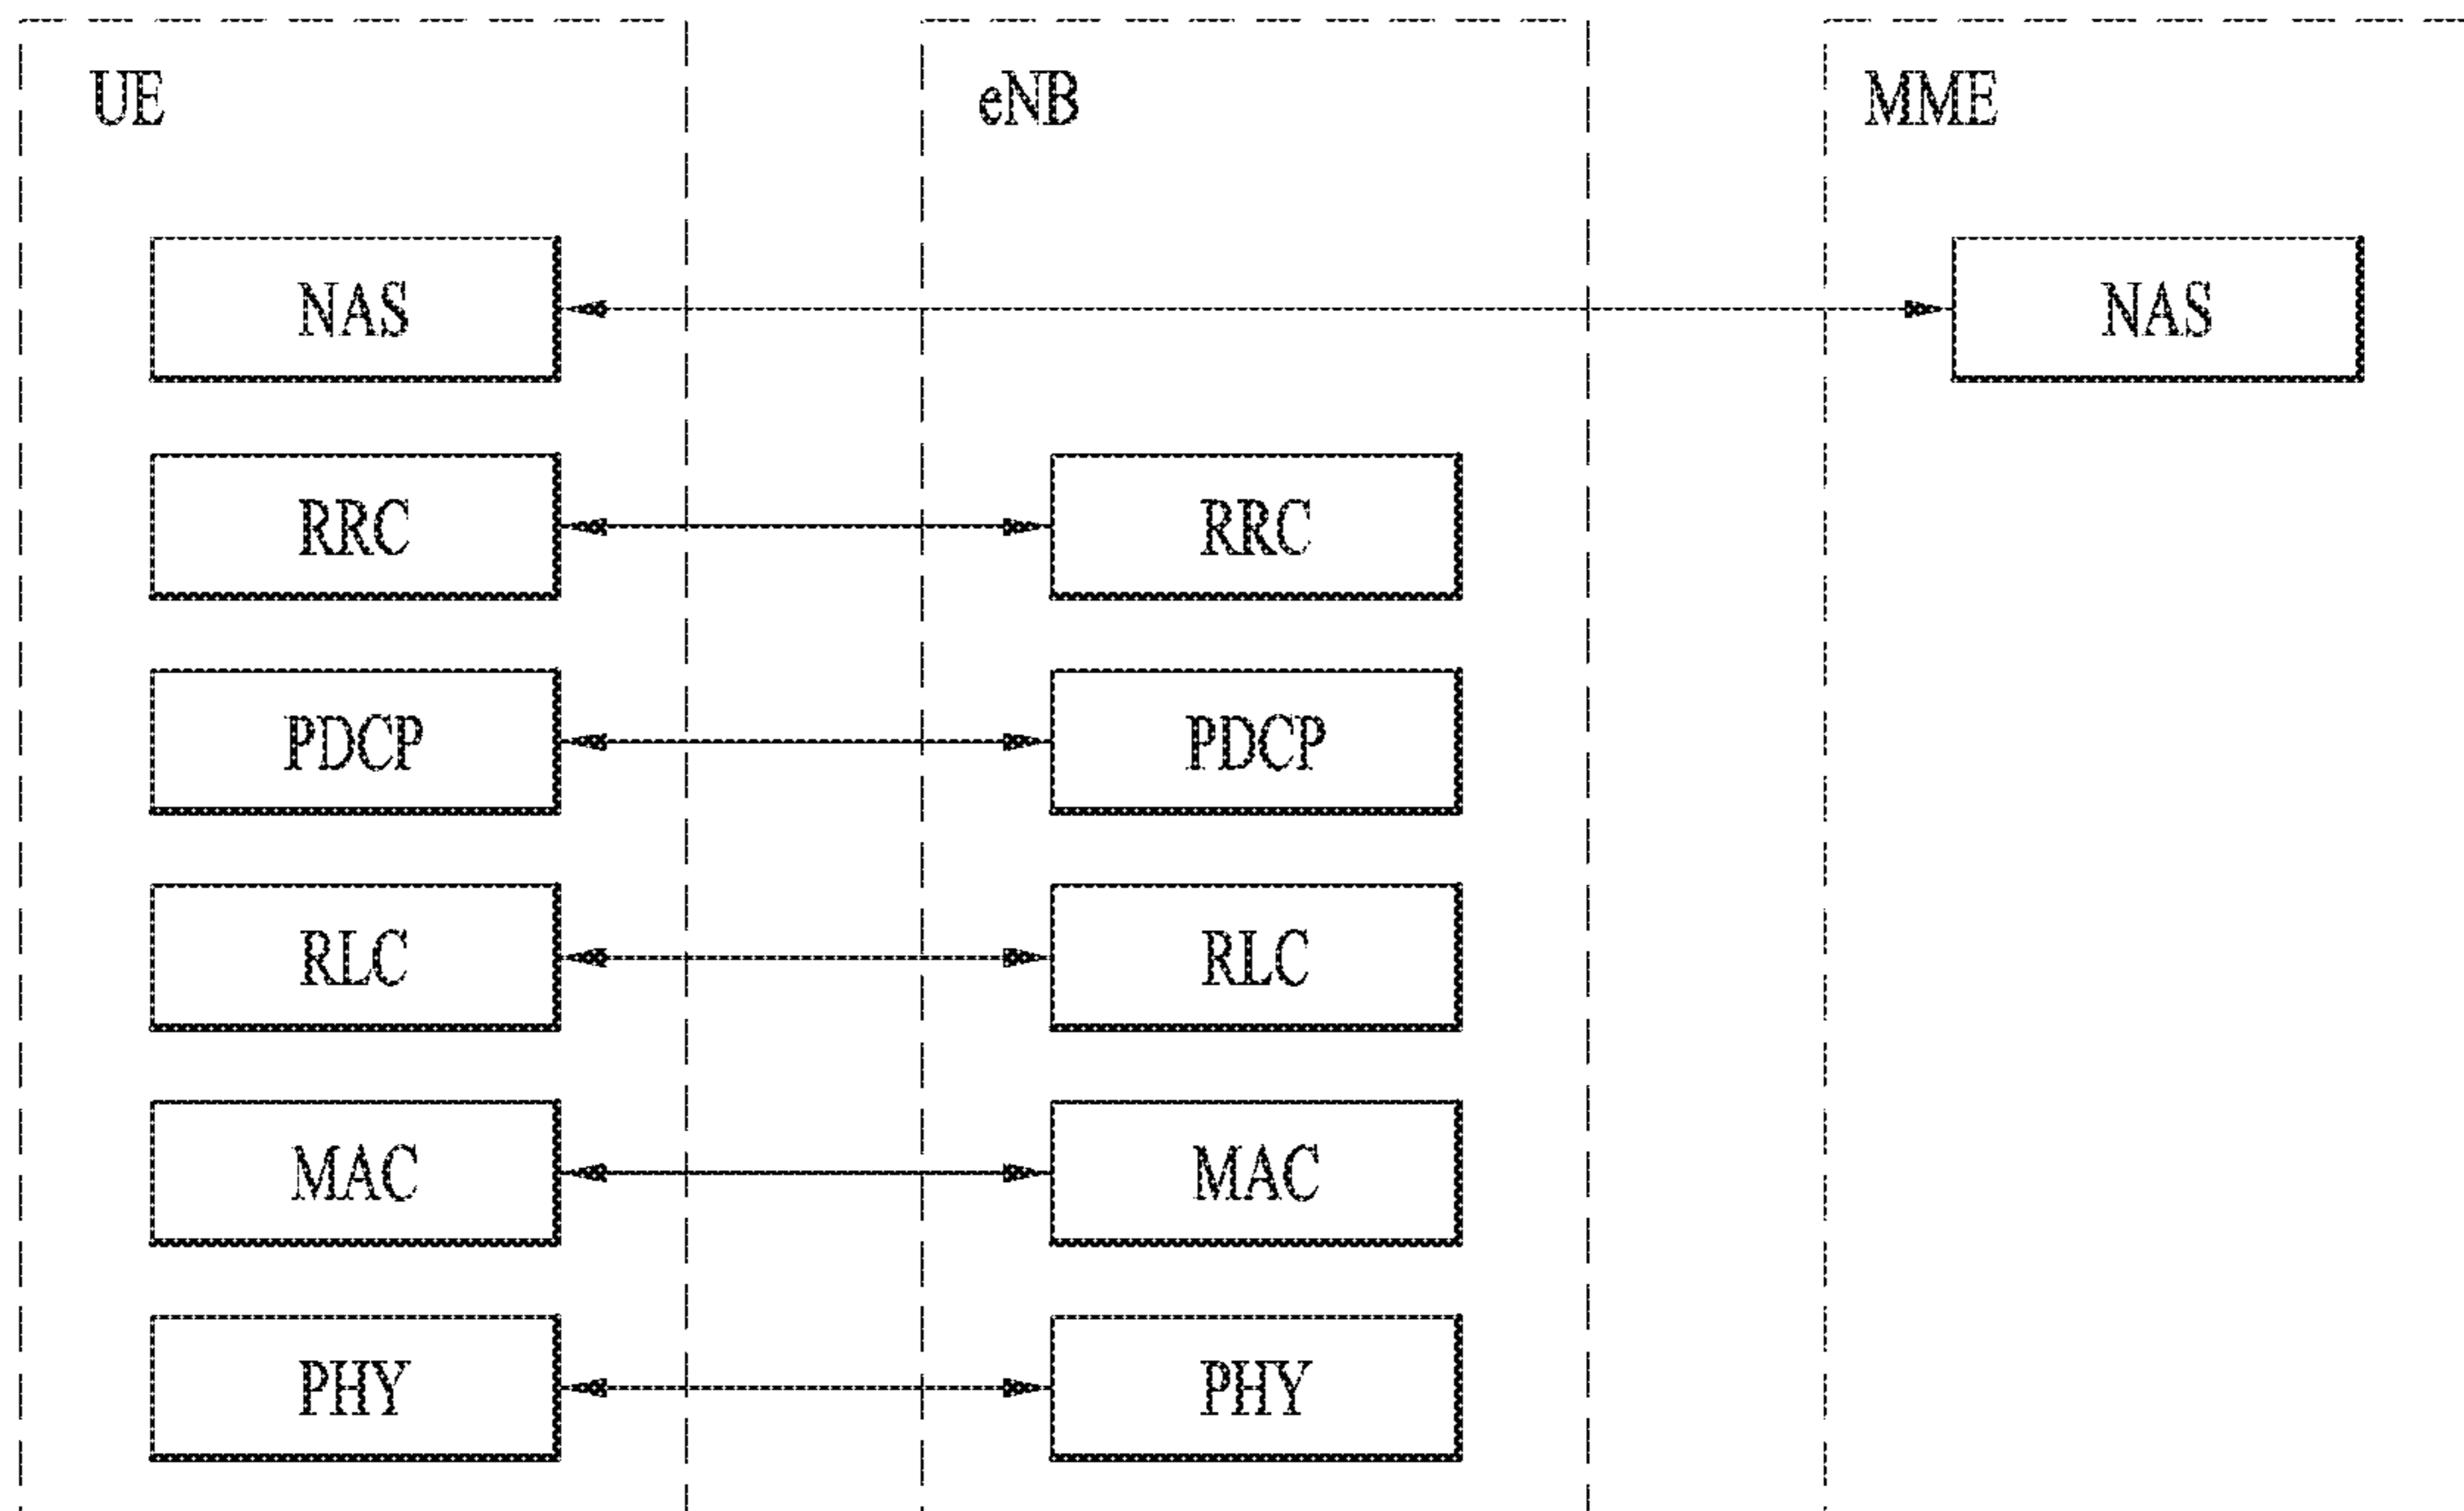 UE
eNB
MME
NAS
NAS
RRC
RRC
PDCP
PDCP
RLC
RLC
MAC
MAC
PHY
PHY